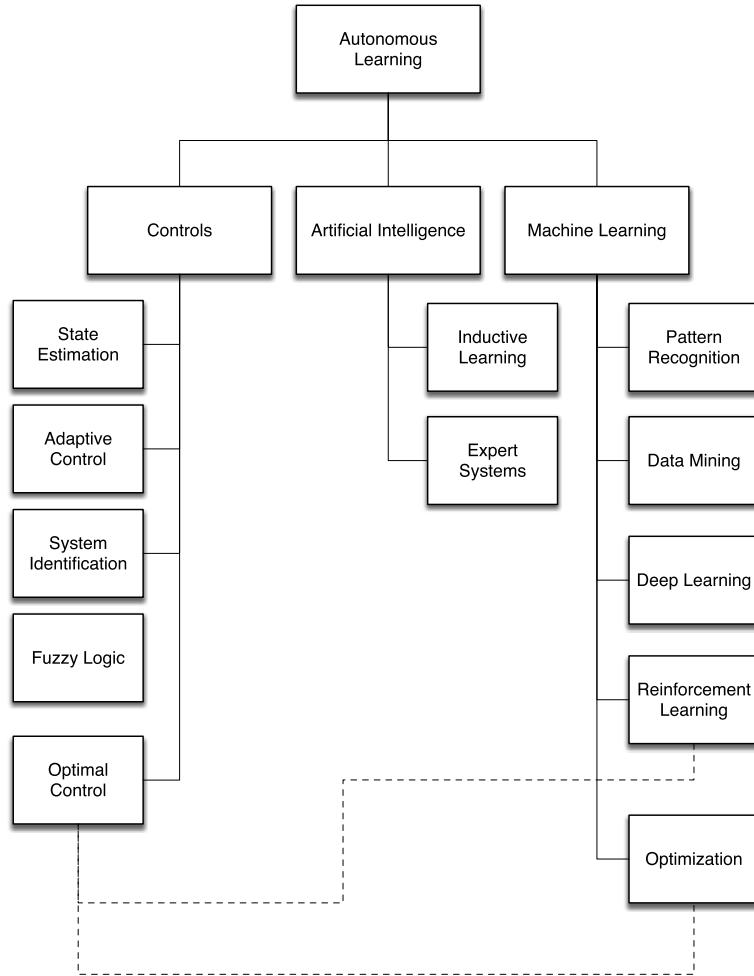 Autonomous
Learning
Controls
Artificial Intelligence
Machine Learning
State
Estimation
Adaptive
Control
System
Identification
Fuzzy Logic
Optimal
Control
Inductive
Learning
Expert
Systems
Pattern
Recognition
Data Mining
Deep Learning
Reinforcement
Learning
Optimization